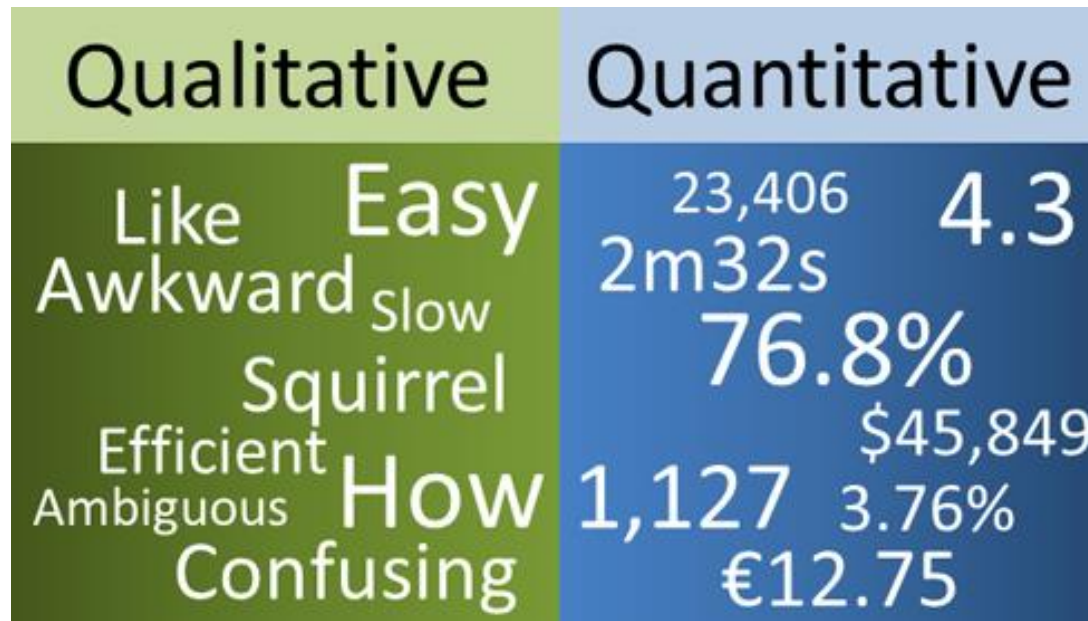 Qualitative
Like Easy
Awkward Slow
Squirrel
Efficient
Ambiguous How
Confusing
Quantitative
23,406 4.3
2m32s
76.8%
$45,849
1,127 3.76%
€12.75